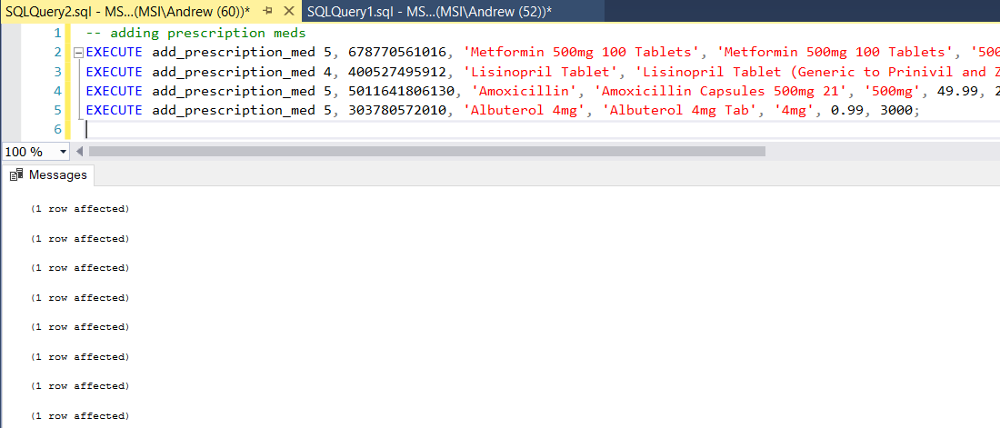 SQLQuery2.sql - MS...(MSI\Andrew (60))* SQLQuery1.sql - MS...(MSI\Andrew (52))*
1 -- adding prescription meds
2 EXECUTE add_prescription_med 5, 678770561016, 'Metformin 500mg 100 Tablets', 'Metformin 500mg 100 Tablets', '500
3 EXECUTE add_prescription_med 4, 400527495912, 'Lisinopril Tablet', 'Lisinopril Tablet (Generic to Prinivil and Z
4 EXECUTE add_prescription_med 5, 5011641806130, 'Amoxicillin', 'Amoxicillin Capsules 500mg 21', '500mg', 49.99, 2
5 EXECUTE add_prescription_med 5, 303780572010, 'Albuterol 4mg', 'Albuterol 4mg Tab', '4mg', 0.99, 3000;
6
100 %
Messages
(1 row affected)
(1 row affected)
(1 row affected)
(1 row affected)
(1 row affected)
(1 row affected)
(1 row affected)
(1 row affected)